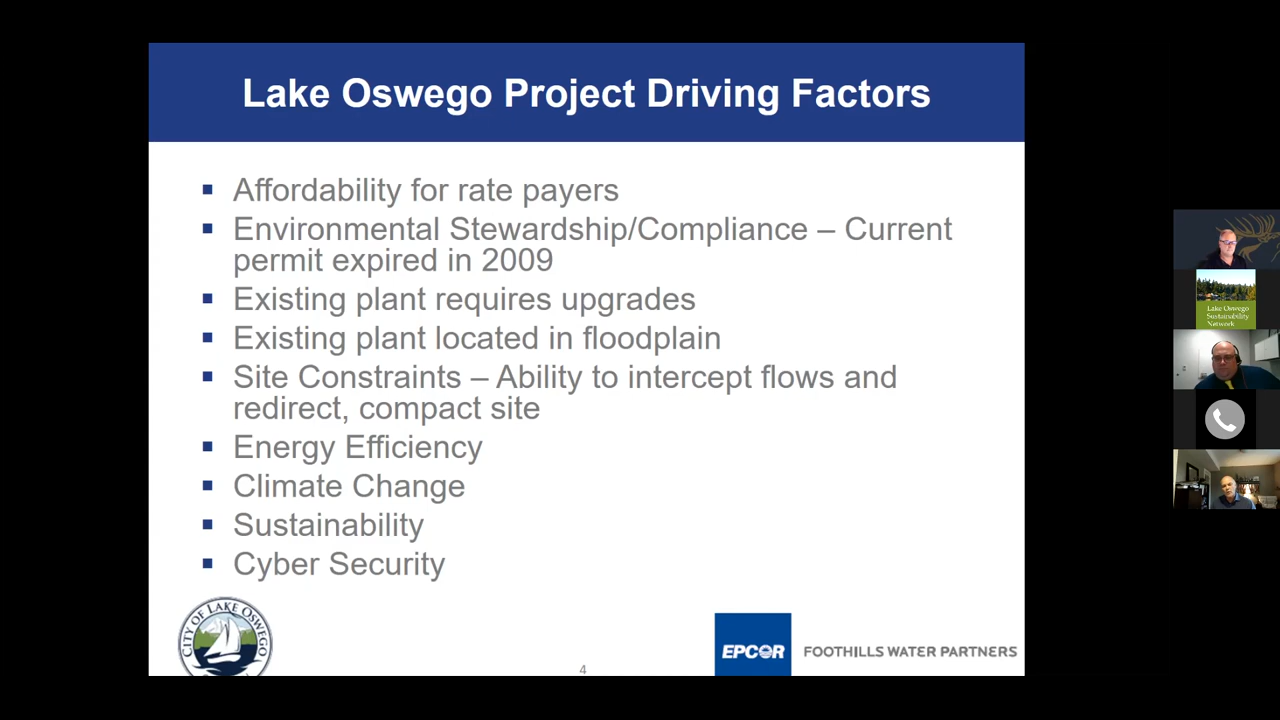 Lake Oswego Project Driving Factors
Affordability for rate payers
Environmental Stewardship/Compliance – Current
permit expired in 2009
Existing plant requires upgrades
Existing plant located in floodplain
Site Constraints – Ability to intercept flows and
redirect, compact site
Energy Efficiency
Climate Change
Sustainability
Cyber Security
CITY OF LAKE OSWEGO
4
EPCOR
FOOTHILLS WATER PARTNERS
Lake Oswego
Sustainability
Network